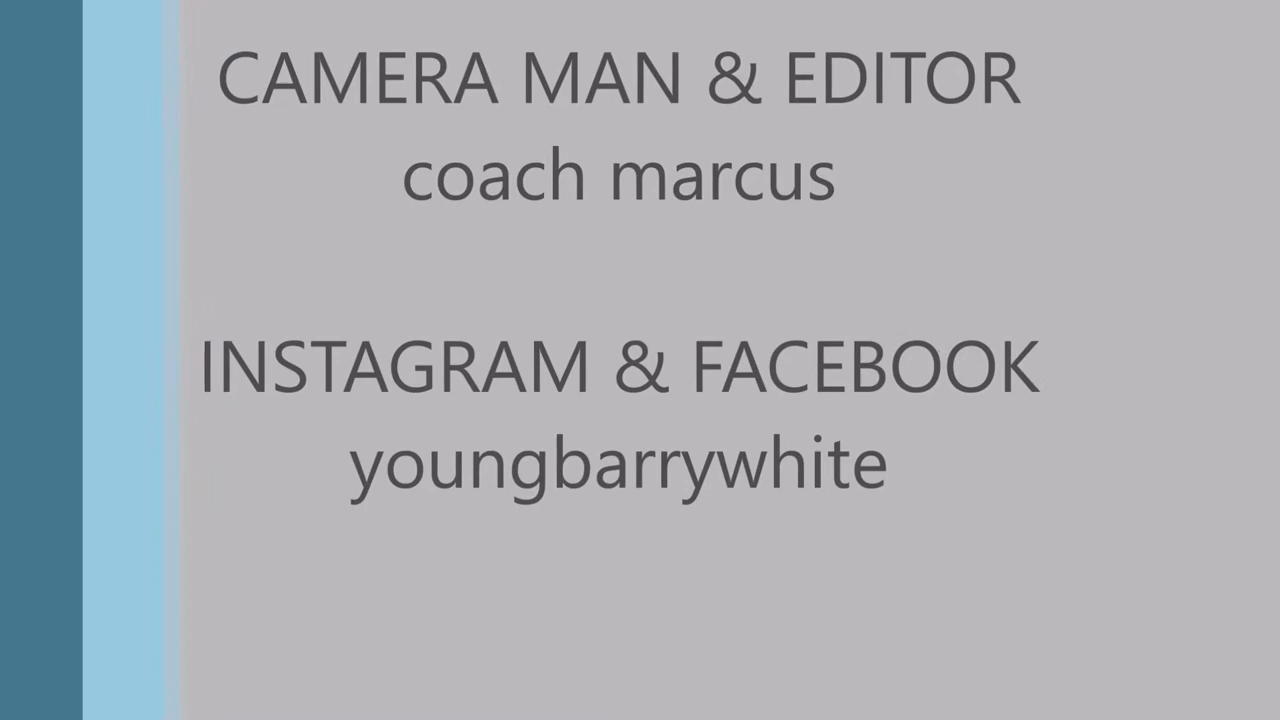 CAMERA MAN & EDITOR
coach marcus
INSTAGRAM & FACEBOOK
youngbarrywhite